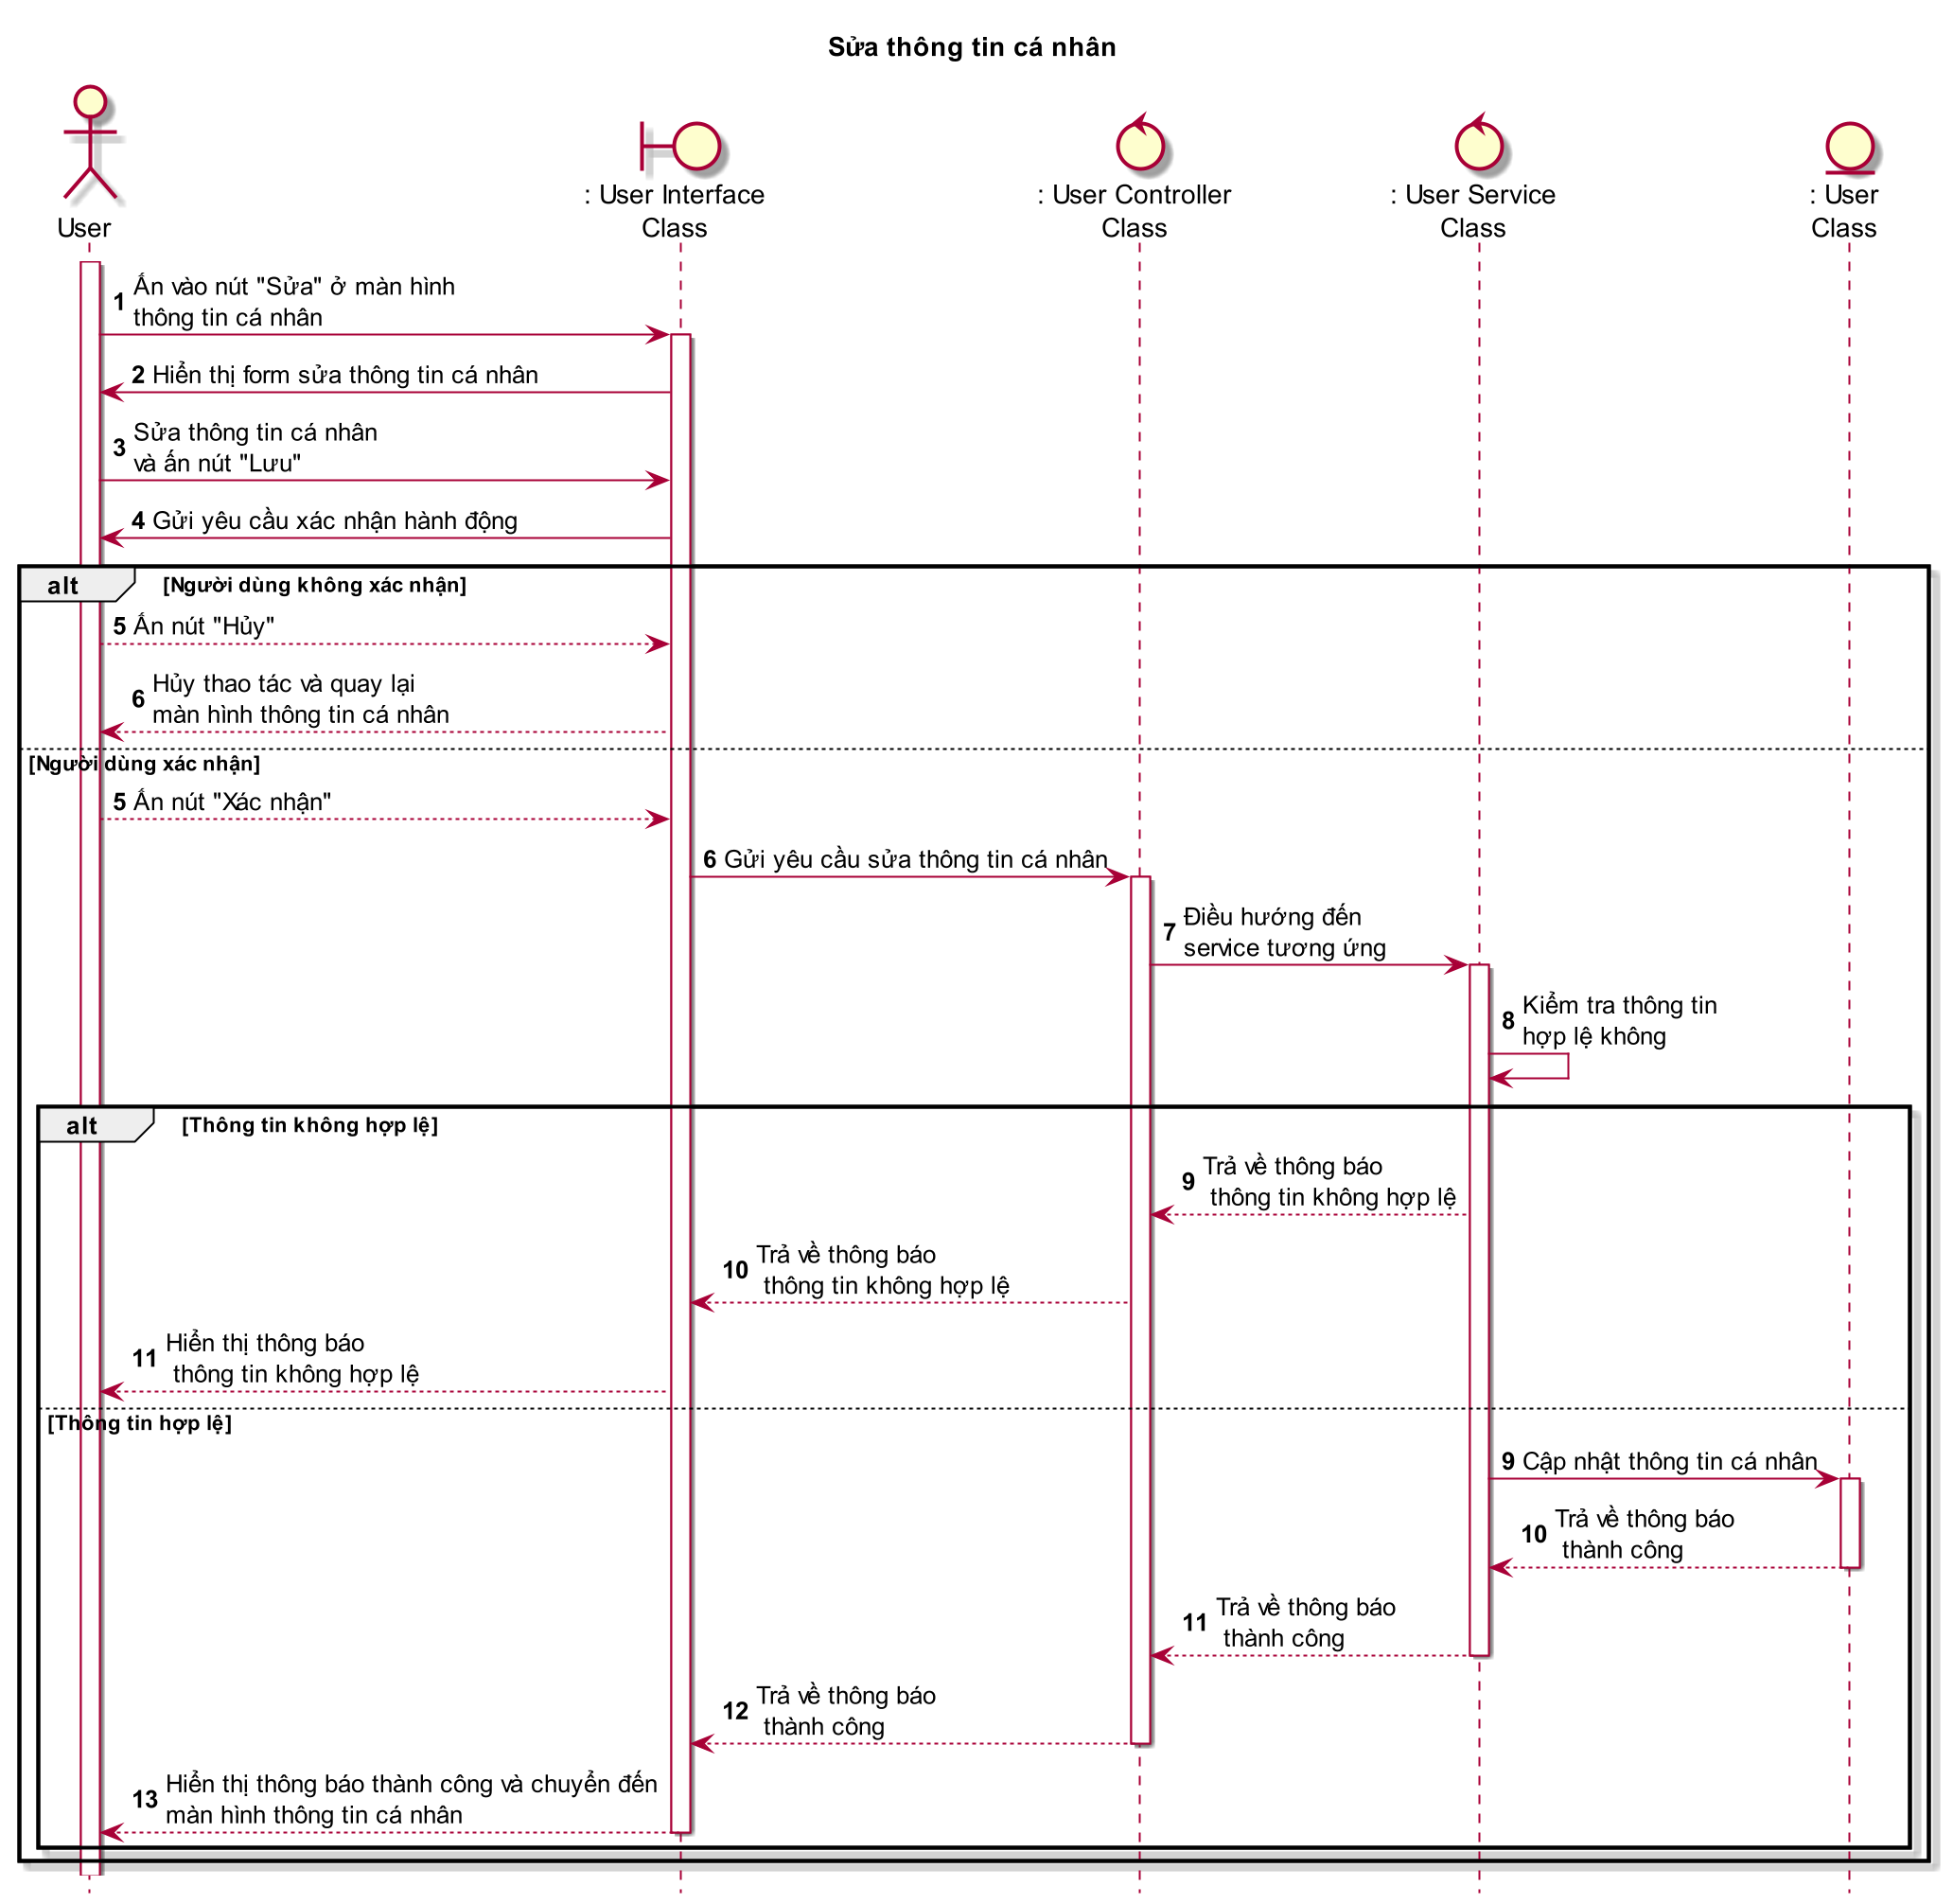 Sửa thông tin cá nhân
User
: User Interface
Class
: User Controller
Class
: User Service
Class
: User
Class
1 Ấn vào nút "Sửa" ở màn hình
thông tin cá nhân
2 Hiển thị form sửa thông tin cá nhân
3 Sửa thông tin cá nhân
và ấn nút "Lưu"
4 Gửi yêu cầu xác nhận hành động
alt [Người dùng không xác nhận]
5 Ấn nút "Hủy"
6 Hủy thao tác và quay lại
màn hình thông tin cá nhân
[Người dùng xác nhận]
5 Ấn nút "Xác nhận"
6 Gửi yêu cầu sửa thông tin cá nhân
7 Điều hướng đến
service tương ứng
8 Kiểm tra thông tin
hợp lệ không
alt [Thông tin không hợp lệ]
9 Trả về thông báo
thông tin không hợp lệ
10 Trả về thông báo
thông tin không hợp lệ
11 Hiển thị thông báo
thông tin không hợp lệ
[Thông tin hợp lệ]
9 Cập nhật thông tin cá nhân
10 Trả về thông báo
thành công
11 Trả về thông báo
thành công
12 Trả về thông báo
thành công
13 Hiển thị thông báo thành công và chuyển đến
màn hình thông tin cá nhân